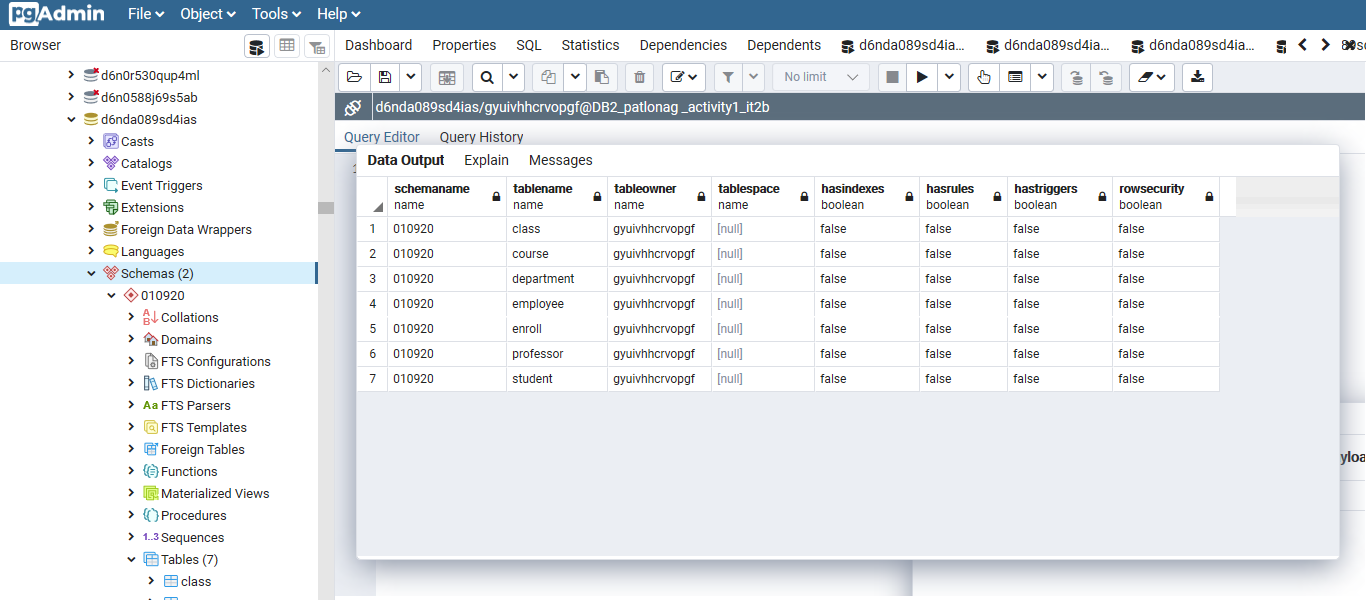 pgAdmin File Object Tools Help
Browser
Dashboard Properties SQL Statistics Dependencies Dependents d6nda089sd4ia... d6nda089sd4ia... d6nda089sd4ia...
d6n0r530qup4ml
d6n0588j69s5ab
d6nda089sd4ias
Casts
Catalogs
Event Triggers
Extensions
Foreign Data Wrappers
Languages
Schemas (2)
010920
Collations
Domains
FTS Configurations
FTS Dictionaries
Aa FTS Parsers
FTS Templates
Foreign Tables
Functions
Materialized Views
Procedures
1..3 Sequences
Tables (7)
class
No limit
d6nda089sd4ias/gyuivhhcrvopgf@DB2_patlonag_activity1_it2b
Query Editor Query History
Data Output Explain Messages
schemaname tablename tableowner tablespace hasindexes hasrules hastriggers rowsecurity
name name name name boolean boolean boolean boolean
1 010920 class gyuivhhcrvopgf [null] false false false false
2 010920 course gyuivhhcrvopgf [null] false false false false
3 010920 department gyuivhhcrvopgf [null] false false false false
4 010920 employee gyuivhhcrvopgf [null] false false false false
5 010920 enroll gyuivhhcrvopgf [null] false false false false
6 010920 professor gyuivhhcrvopgf [null] false false false false
7 010920 student gyuivhhcrvopgf [null] false false false false